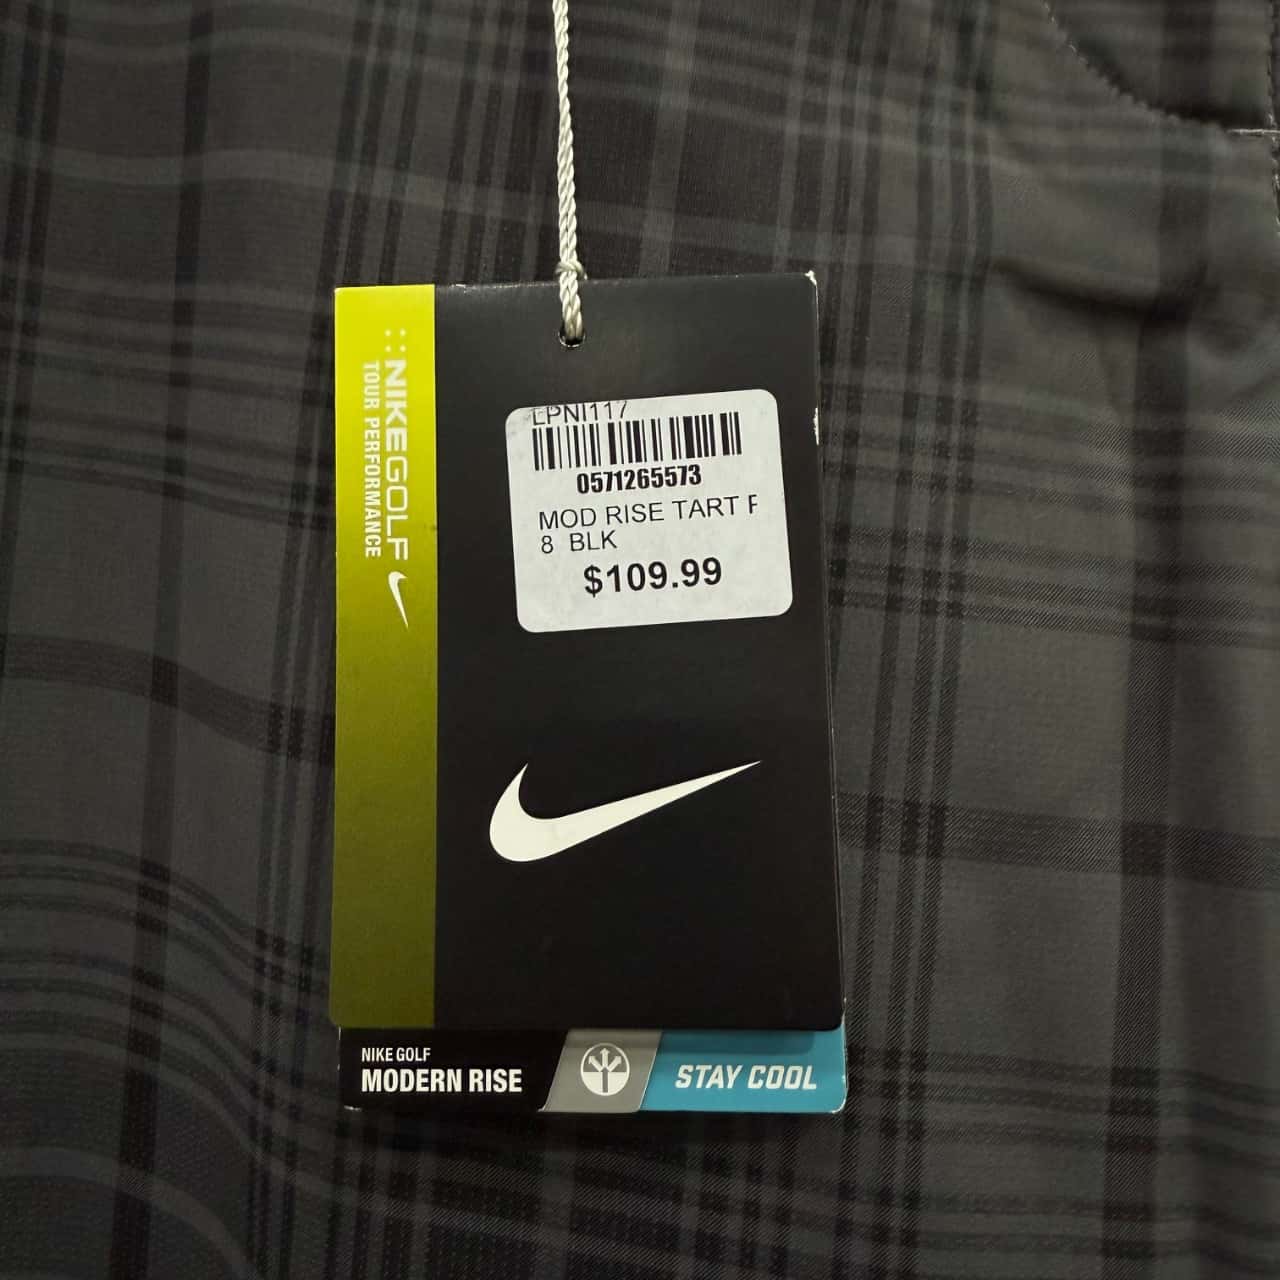 NIKEGOLF
TOUR PERFORMANCE
LPNI117
0571265573
MOD RISE TART
8 BLK
$109.99
NIKE GOLF
MODERN RISE
STAY COOL